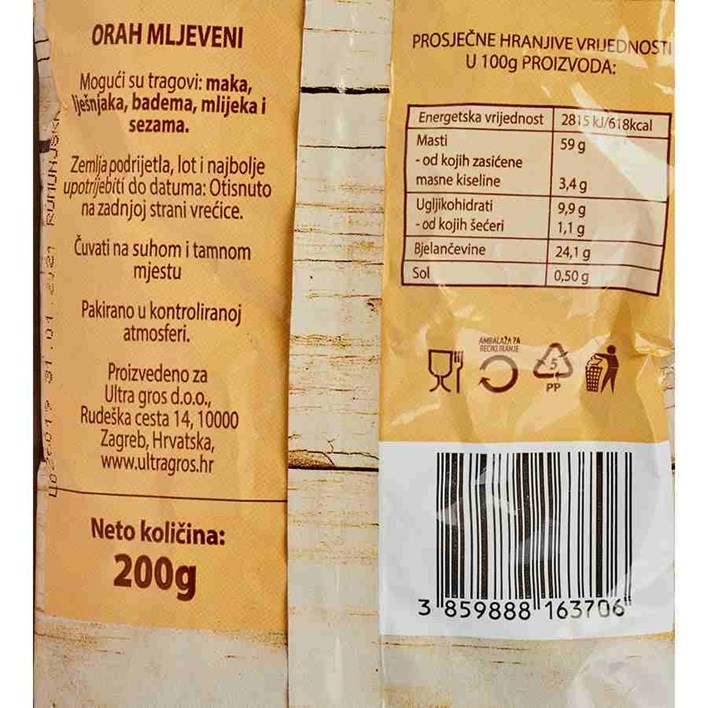 ORAH MLJEVENI
Mogući su tragovi: maka,
lješnjaka, badema, mlijeka i
sezama.
Zemlja podrijetla, lot i najbolje
upotrijebiti do datuma: Otisnuto
na zadnjoj strani vrećice.
Čuvati na suhom i tamnom
mjestu
Pakirano u kontroliranoj
atmosferi.
Proizvedeno za
Ultra gros d.o.o.,
Rudeška cesta 14, 10000
Zagreb, Hrvatska,
www.ultragros.hr
Neto količina:
200g
PROSJEČNE HRANJIVE VRIJEDNOSTI
U 100g PROIZVODA:
Energetska vrijednost 2815 kJ/618kcal
Masti 59 g
- od kojih zasićene
masne kiseline 3,4 g
Ugljikohidrati 9,9 g
- od kojih šećeri 1,1 g
Bjelančevine 24,1 g
Sol 0,50 g
AMBALAŽA ZA
RECIKLIRANJE
5
PP
3 859888 163706